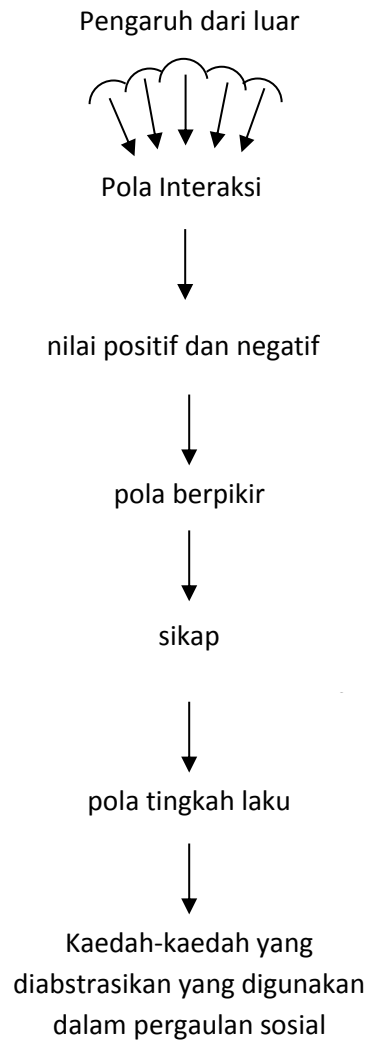 Pengaruh dari luar
Pola Interaksi
nilai positif dan negatif
pola berpikir
sikap
pola tingkah laku
Kaedah-kaedah yang
diabstrasikan yang digunakan
dalam pergaulan sosial